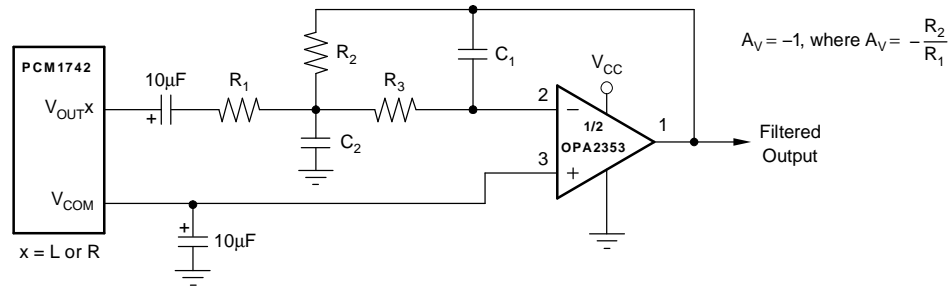 PCM1742
V_OUT x
V_COM
x = L or R
10μF
+
R1
R2
R3
C1
C2
+
10μF
V_CC
2
−
3
+
1/2
OPA2353
1
Filtered
Output
A_V = −1, where A_V = − R2/R1